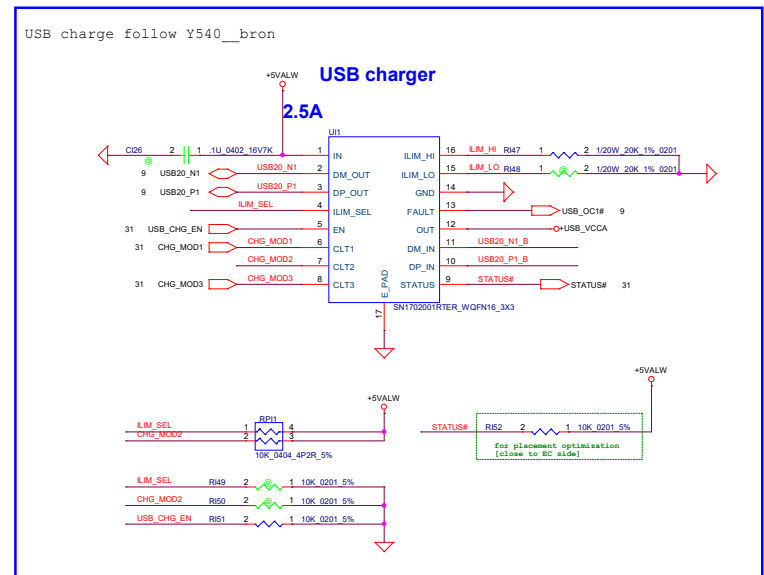 USB charge follow Y540__bron
USB charger
+5VALW
2.5A
UI1
CI26 2 1 .1U_0402_16V7K 1 IN ILIM_HI 16 ILIM_HI RI47 1 2 1/20W_20K_1%_0201
@
9 USB20_N1 USB20_N1 2 DM_OUT ILIM_LO 15 ILIM_LO RI48 1 @ 2 1/20W_20K_1%_0201
9 USB20_P1 USB20_P1 3 DP_OUT GND 14
ILIM_SEL 4 ILIM_SEL FAULT 13 USB_OC1# 9
31 USB_CHG_EN 5 EN OUT 12 +USB_VCCA
31 CHG_MOD1 CHG_MOD1 6 CLT1 DM_IN 11 USB20_N1_B
CHG_MOD2 7 CLT2 DP_IN 10 USB20_P1_B
31 CHG_MOD3 CHG_MOD3 8 CLT3 STATUS 9 STATUS# STATUS# 31
E_PAD
17
SN1702001RTER_WQFN16_3X3
+5VALW
+5VALW
RPI1
ILIM_SEL 1 4
CHG_MOD2 2 3
10K_0404_4P2R_5%
STATUS# RI52 2 1 10K_0201_5%
for placement optimization
[close to EC side]
ILIM_SEL RI49 2 @ 1 10K_0201_5%
CHG_MOD2 RI50 2 @ 1 10K_0201_5%
USB_CHG_EN RI51 2 1 10K_0201_5%